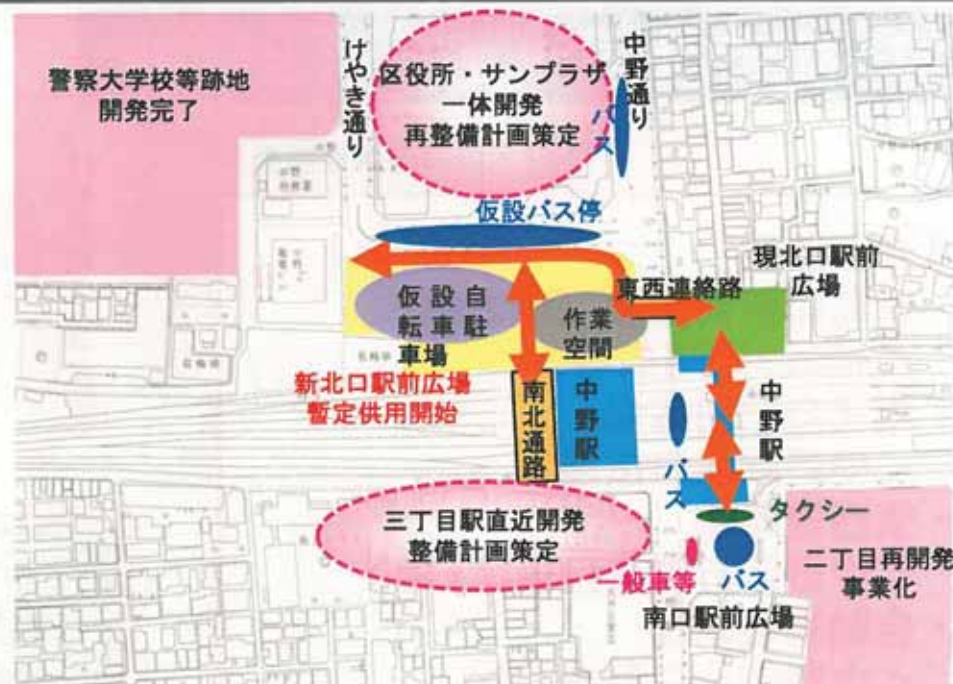 警察大学校等跡地
開発完了
けやき通り
区役所・サンプラザ
一体開発
再整備計画策定
中野通り
バス
仮設バス停
現北口駅前
広場
東西連絡路
仮設自
転車駐
車場
作業
空間
新北口駅前広場
暫定供用開始
南北通路
中野駅
バス
中野駅
タクシー
三丁目駅直近開発
整備計画策定
一般車等
バス
南口駅前広場
二丁目再開発
事業化